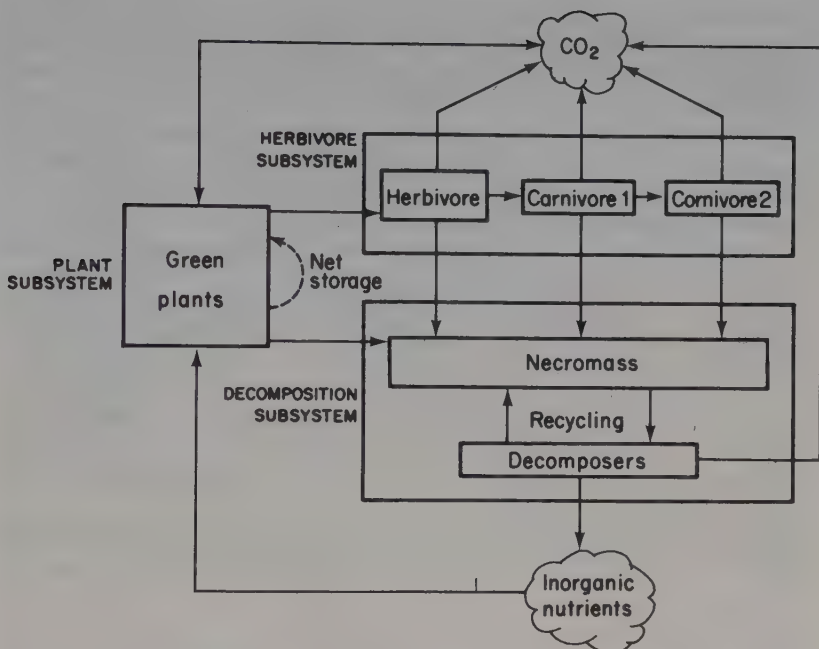 CO₂
HERBIVORE
SUBSYSTEM
Herbivore
Carnivore 1
Cornivore 2
PLANT
SUBSYSTEM
Green
plants
Net
storage
Necromass
DECOMPOSITION
SUBSYSTEM
Recycling
Decomposers
Inorganic
nutrients